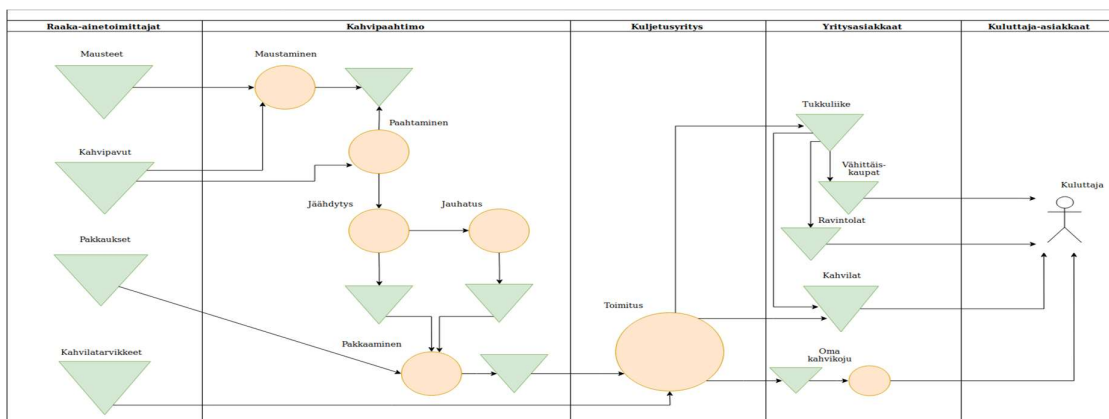 Raaka-ainetoimittajat
Kahvipaahtimo
Kuljetusyritys
Yritysasiakkaat
Kuluttaja-asiakkaat
Mausteet
Maustaminen
Tukkuliike
Paahtaminen
Kahvipavut
Vähittäis-
kaupat
Kuluttaja
Jäähdytys
Jauhatus
Ravintolat
Pakkaukset
Kahvilat
Toimitus
Pakkaaminen
Kahvilatarvikkeet
Oma
kahvikoju